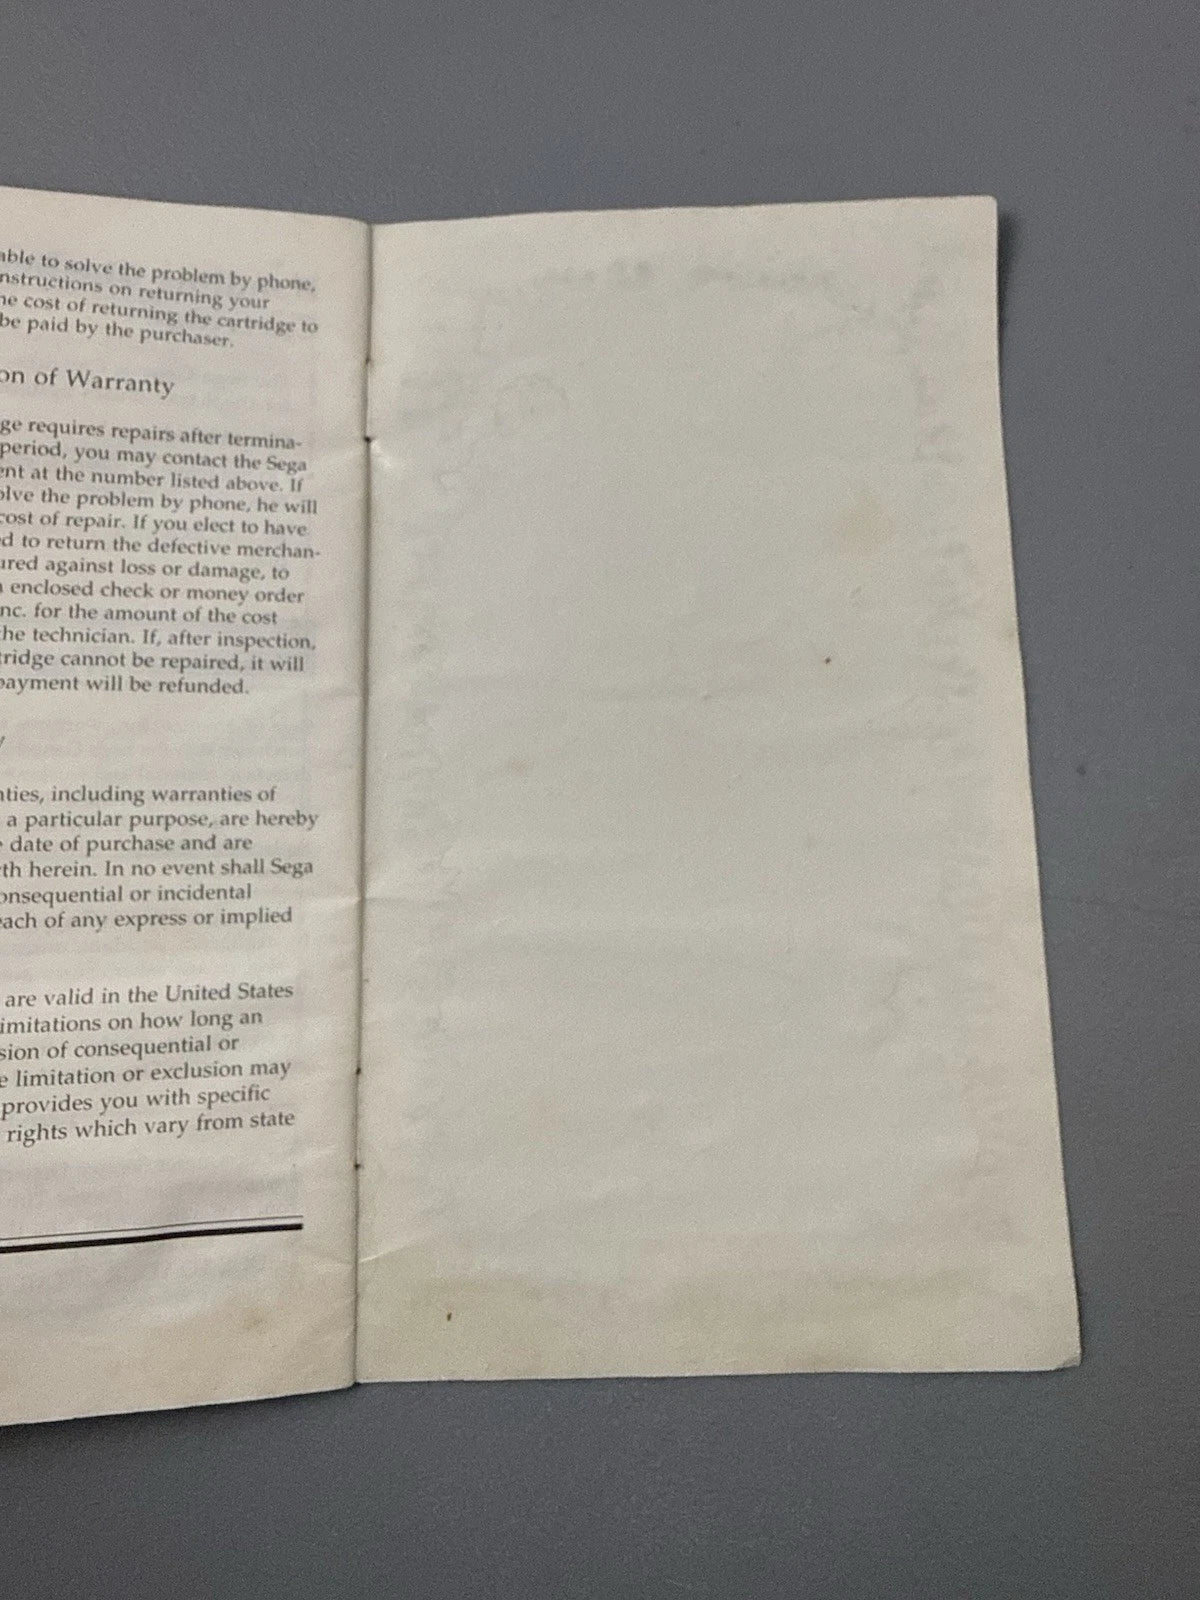 able to solve the problem by phone,
nstructions on returning your
he cost of returning the cartridge to
be paid by the purchaser.
on of Warranty
ge requires repairs after termina-
period, you may contact the Sega
ent at the number listed above. If
olve the problem by phone, he will
cost of repair. If you elect to have
d to return the defective merchan-
ured against loss or damage, to
enclosed check or money order
nc. for the amount of the cost
he technician. If, after inspection,
ridge cannot be repaired, it will
payment will be refunded.
y
nties, including warranties of
a particular purpose, are hereby
date of purchase and are
th herein. In no event shall Sega
onsequential or incidental
each of any express or implied
are valid in the United States
imitations on how long an
sion of consequential or
e limitation or exclusion may
provides you with specific
rights which vary from state